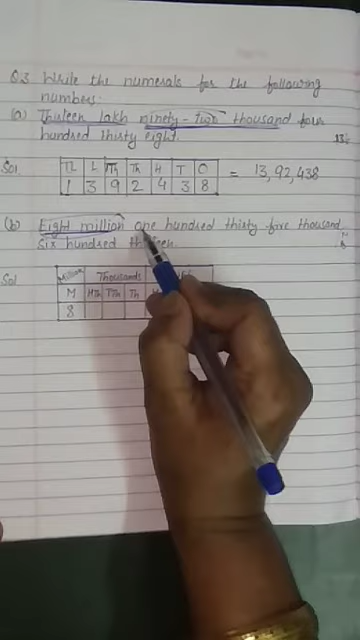 Q.3 Write the numerals for the following
numbers.
(a) Thirteen lakh ninety-two thousand four
hundred thirty eight.
Sol.
TL L TTh Th H T O
1 3 9 2 4 3 8 = 13,92,438
(b) Eight million one hundred thirty five thousand
Six hundred thirteen.
Sol
Million Thousands
M HTh TTh Th H
8